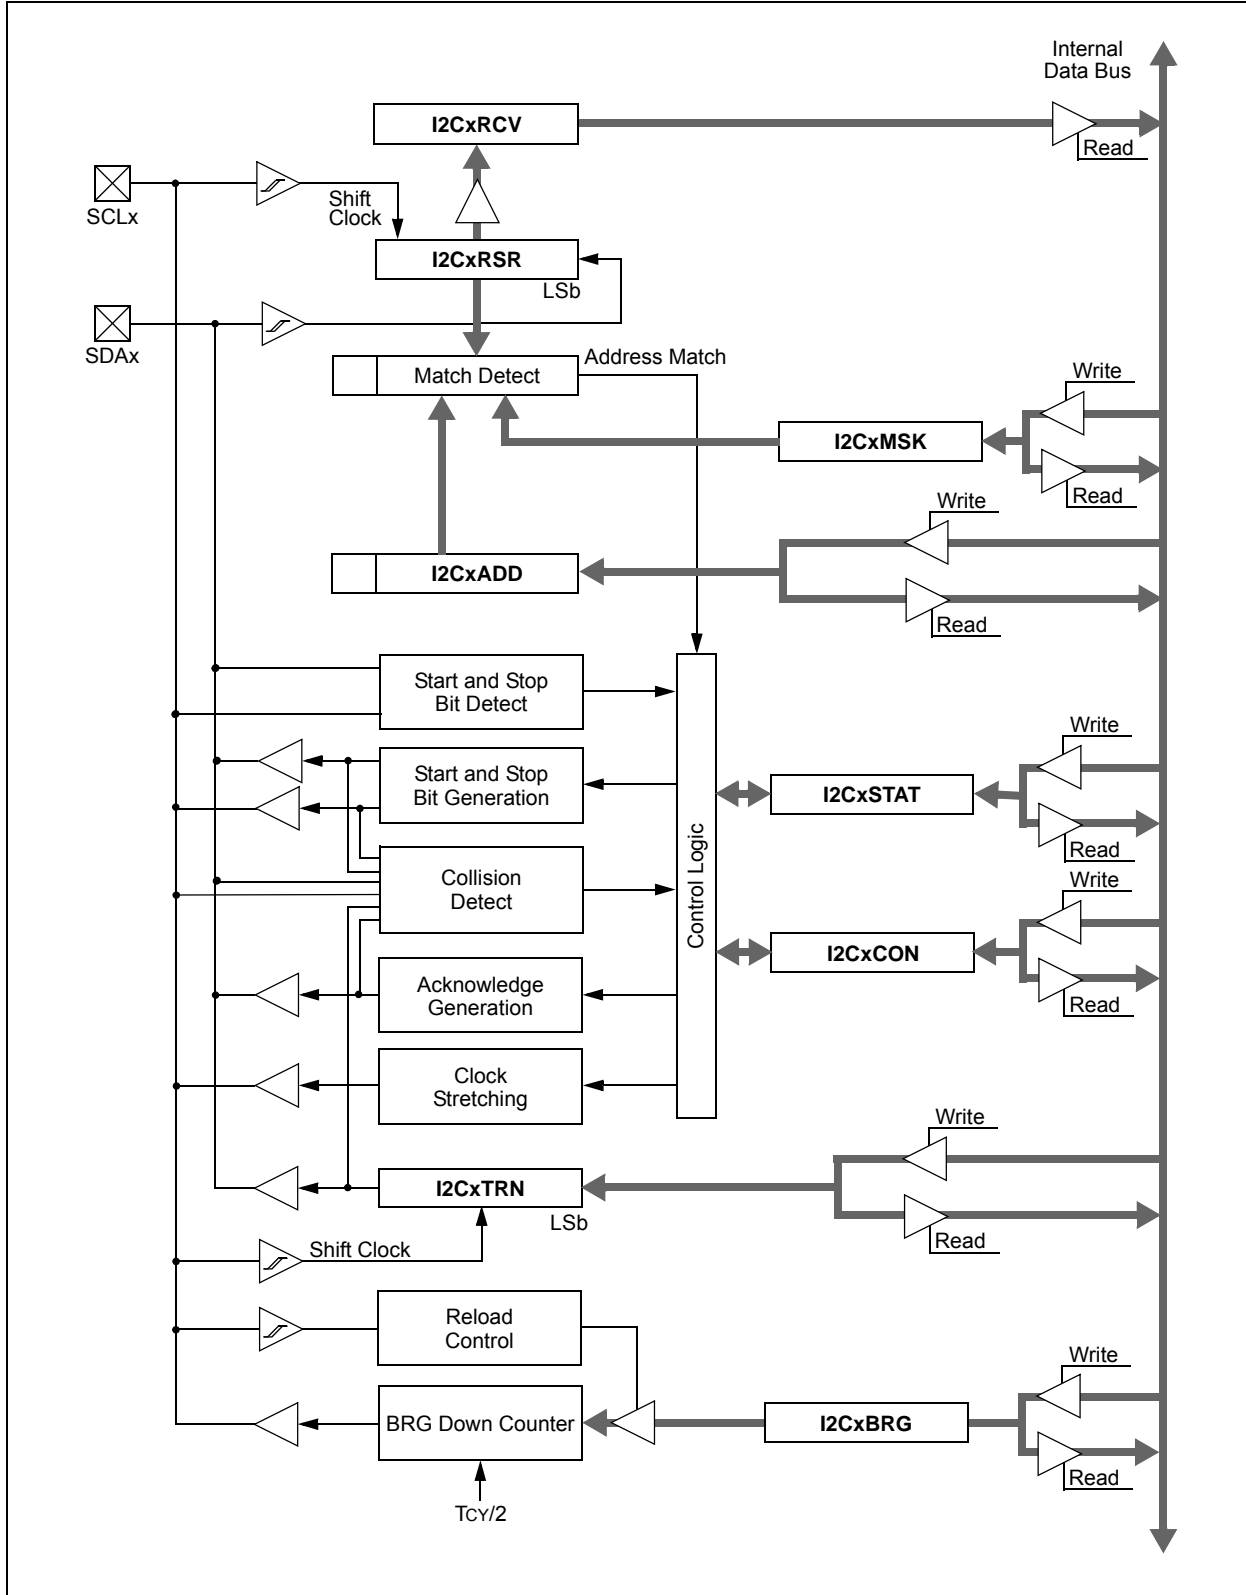 Internal
Data Bus
I2CxRCV
Read
SCLx
Shift
Clock
I2CxRSR
LSb
SDAx
Address Match
Match Detect
Write
I2CxMSK
Read
Write
I2CxADD
Read
Start and Stop
Bit Detect
Write
Start and Stop
Bit Generation
I2CxSTAT
Read
Control Logic
Collision
Detect
Write
I2CxCON
Read
Acknowledge
Generation
Clock
Stretching
Write
I2CxTRN
LSb
Read
Shift Clock
Reload
Control
Write
BRG Down Counter
I2CxBRG
Read
TCY/2